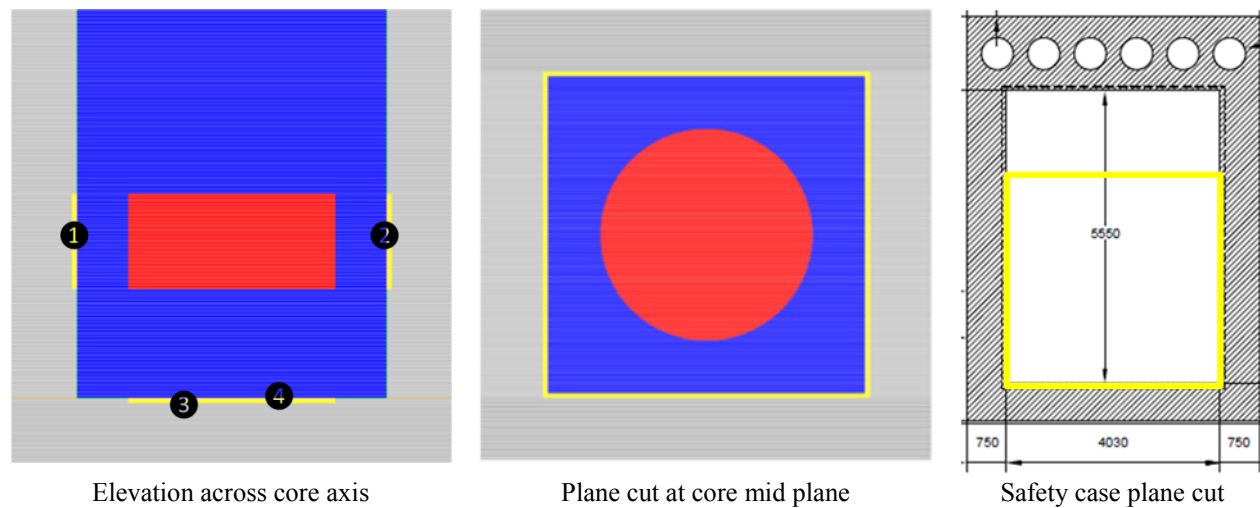 1
2
3
4
5550
750
4030
750
Elevation across core axis
Plane cut at core mid plane
Safety case plane cut